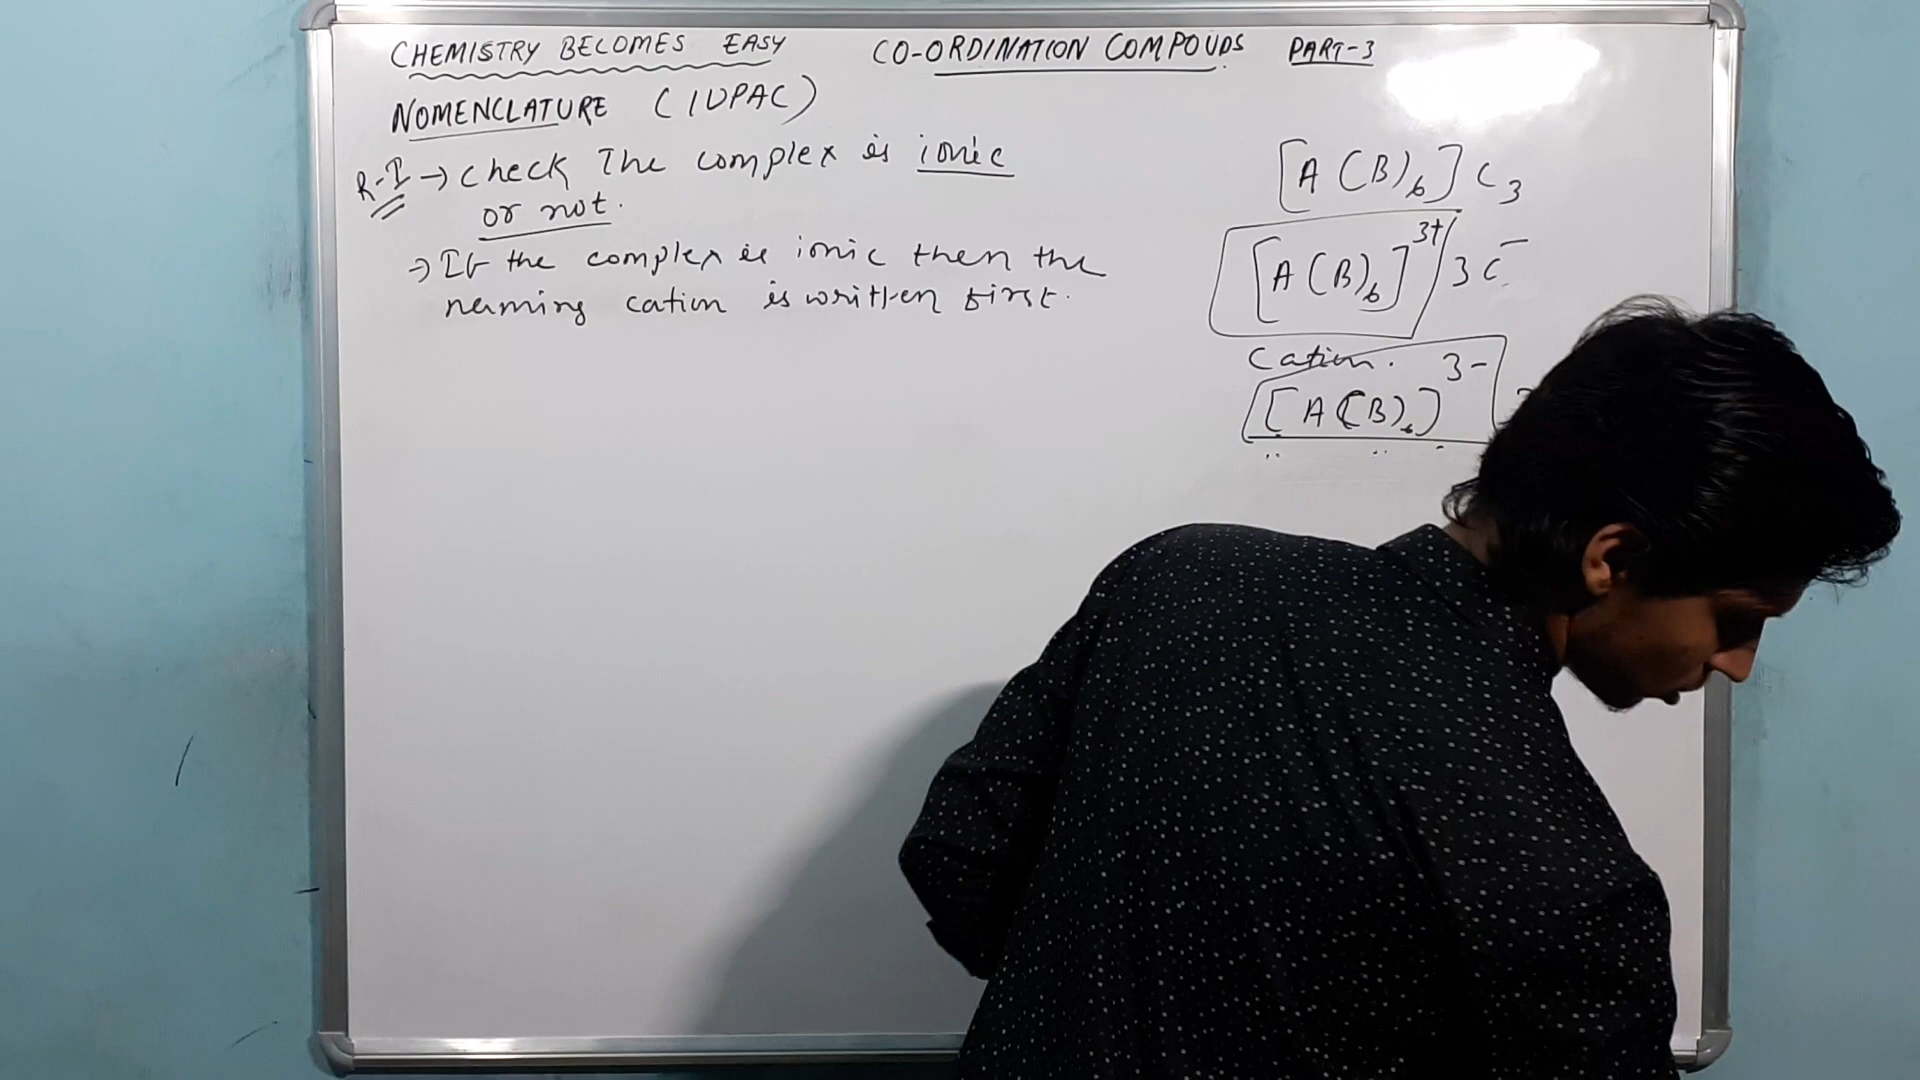 CHEMISTRY BECOMES EASY CO-ORDINATION COMPOUDS PART-3
NOMENCLATURE (IUPAC)
R-I → check The complex is ionic
or not.
→ If the complex is ionic then the
naming cation is written first.
[A(B)6]C3
[A(B)6]3+ / 3C-
Cation.
[A(B)6]3-